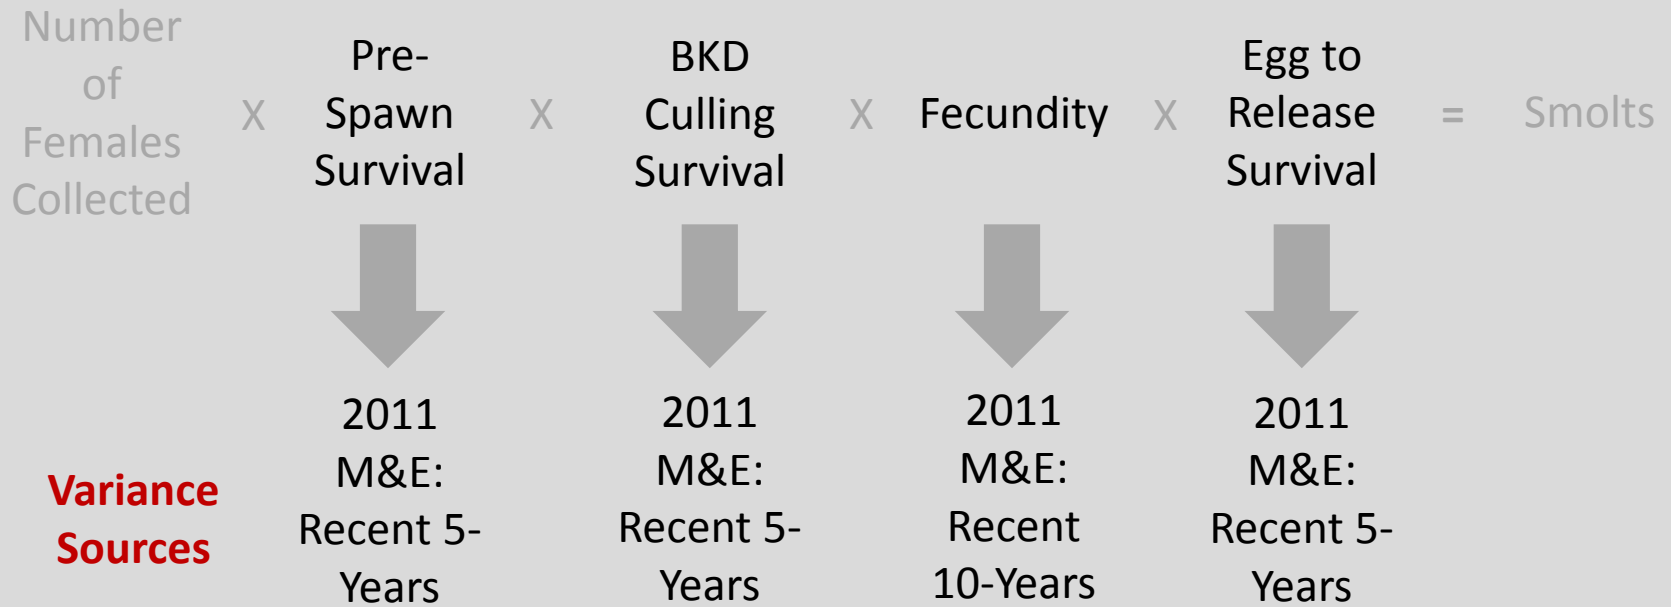 Number
of
Females
Collected
X
Pre-
Spawn
Survival
X
BKD
Culling
Survival
X
Fecundity
X
Egg to
Release
Survival
=
Smolts
Variance
Sources
2011
M&E:
Recent 5-
Years
2011
M&E:
Recent 5-
Years
2011
M&E:
Recent
10-Years
2011
M&E:
Recent 5-
Years